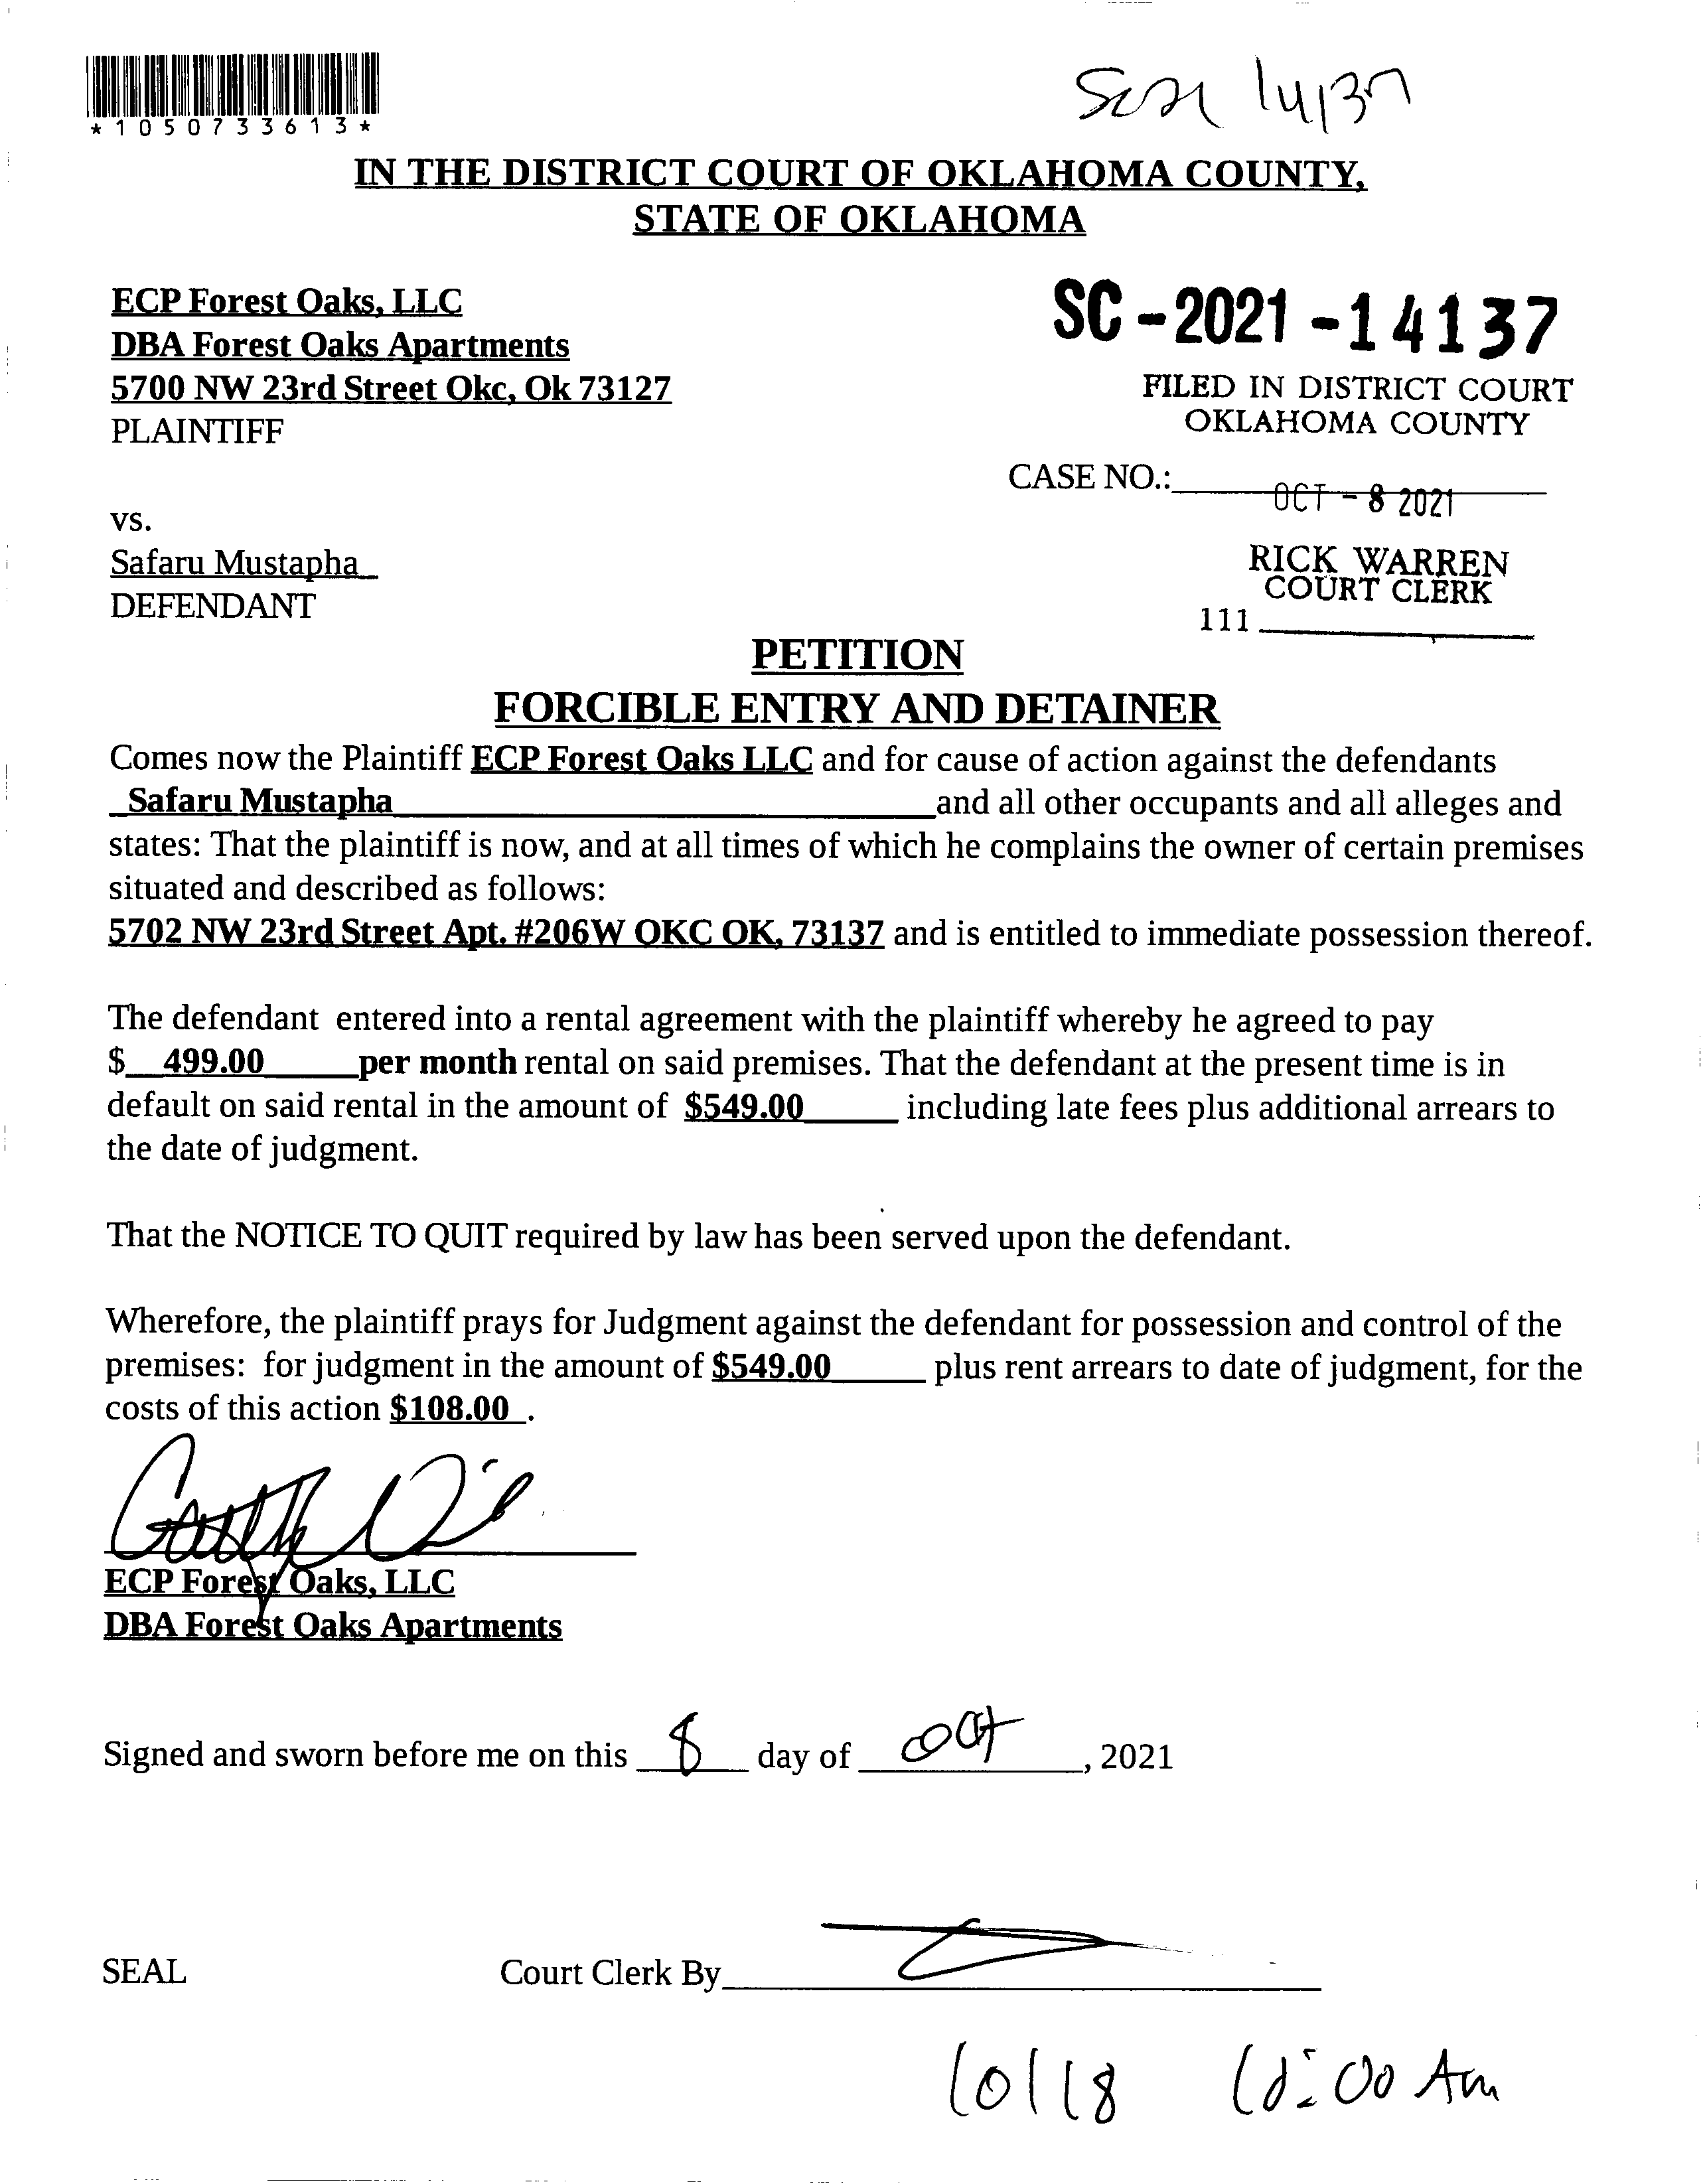 *1050733613*
SC21 14137
IN THE DISTRICT COURT OF OKLAHOMA COUNTY,
STATE OF OKLAHOMA
ECP Forest Oaks, LLC
DBA Forest Oaks Apartments
5700 NW 23rd Street Okc, Ok 73127
PLAINTIFF
SC-2021-14137
FILED IN DISTRICT COURT
OKLAHOMA COUNTY
CASE NO.: OCT - 8 2021
vs.
Safaru Mustapha
DEFENDANT
RICK WARREN
COURT CLERK
111
PETITION
FORCIBLE ENTRY AND DETAINER
Comes now the Plaintiff ECP Forest Oaks LLC and for cause of action against the defendants
Safaru Mustapha and all other occupants and all alleges and
states: That the plaintiff is now, and at all times of which he complains the owner of certain premises
situated and described as follows:
5702 NW 23rd Street Apt. #206W OKC OK, 73137 and is entitled to immediate possession thereof.
The defendant entered into a rental agreement with the plaintiff whereby he agreed to pay
$ 499.00 per month rental on said premises. That the defendant at the present time is in
default on said rental in the amount of $549.00 including late fees plus additional arrears to
the date of judgment.
That the NOTICE TO QUIT required by law has been served upon the defendant.
Wherefore, the plaintiff prays for Judgment against the defendant for possession and control of the
premises: for judgment in the amount of $549.00 plus rent arrears to date of judgment, for the
costs of this action $108.00 .
ECP Forest Oaks, LLC
DBA Forest Oaks Apartments
Signed and sworn before me on this 8 day of oct, 2021
SEAL Court Clerk By
10/18 10:00 Am